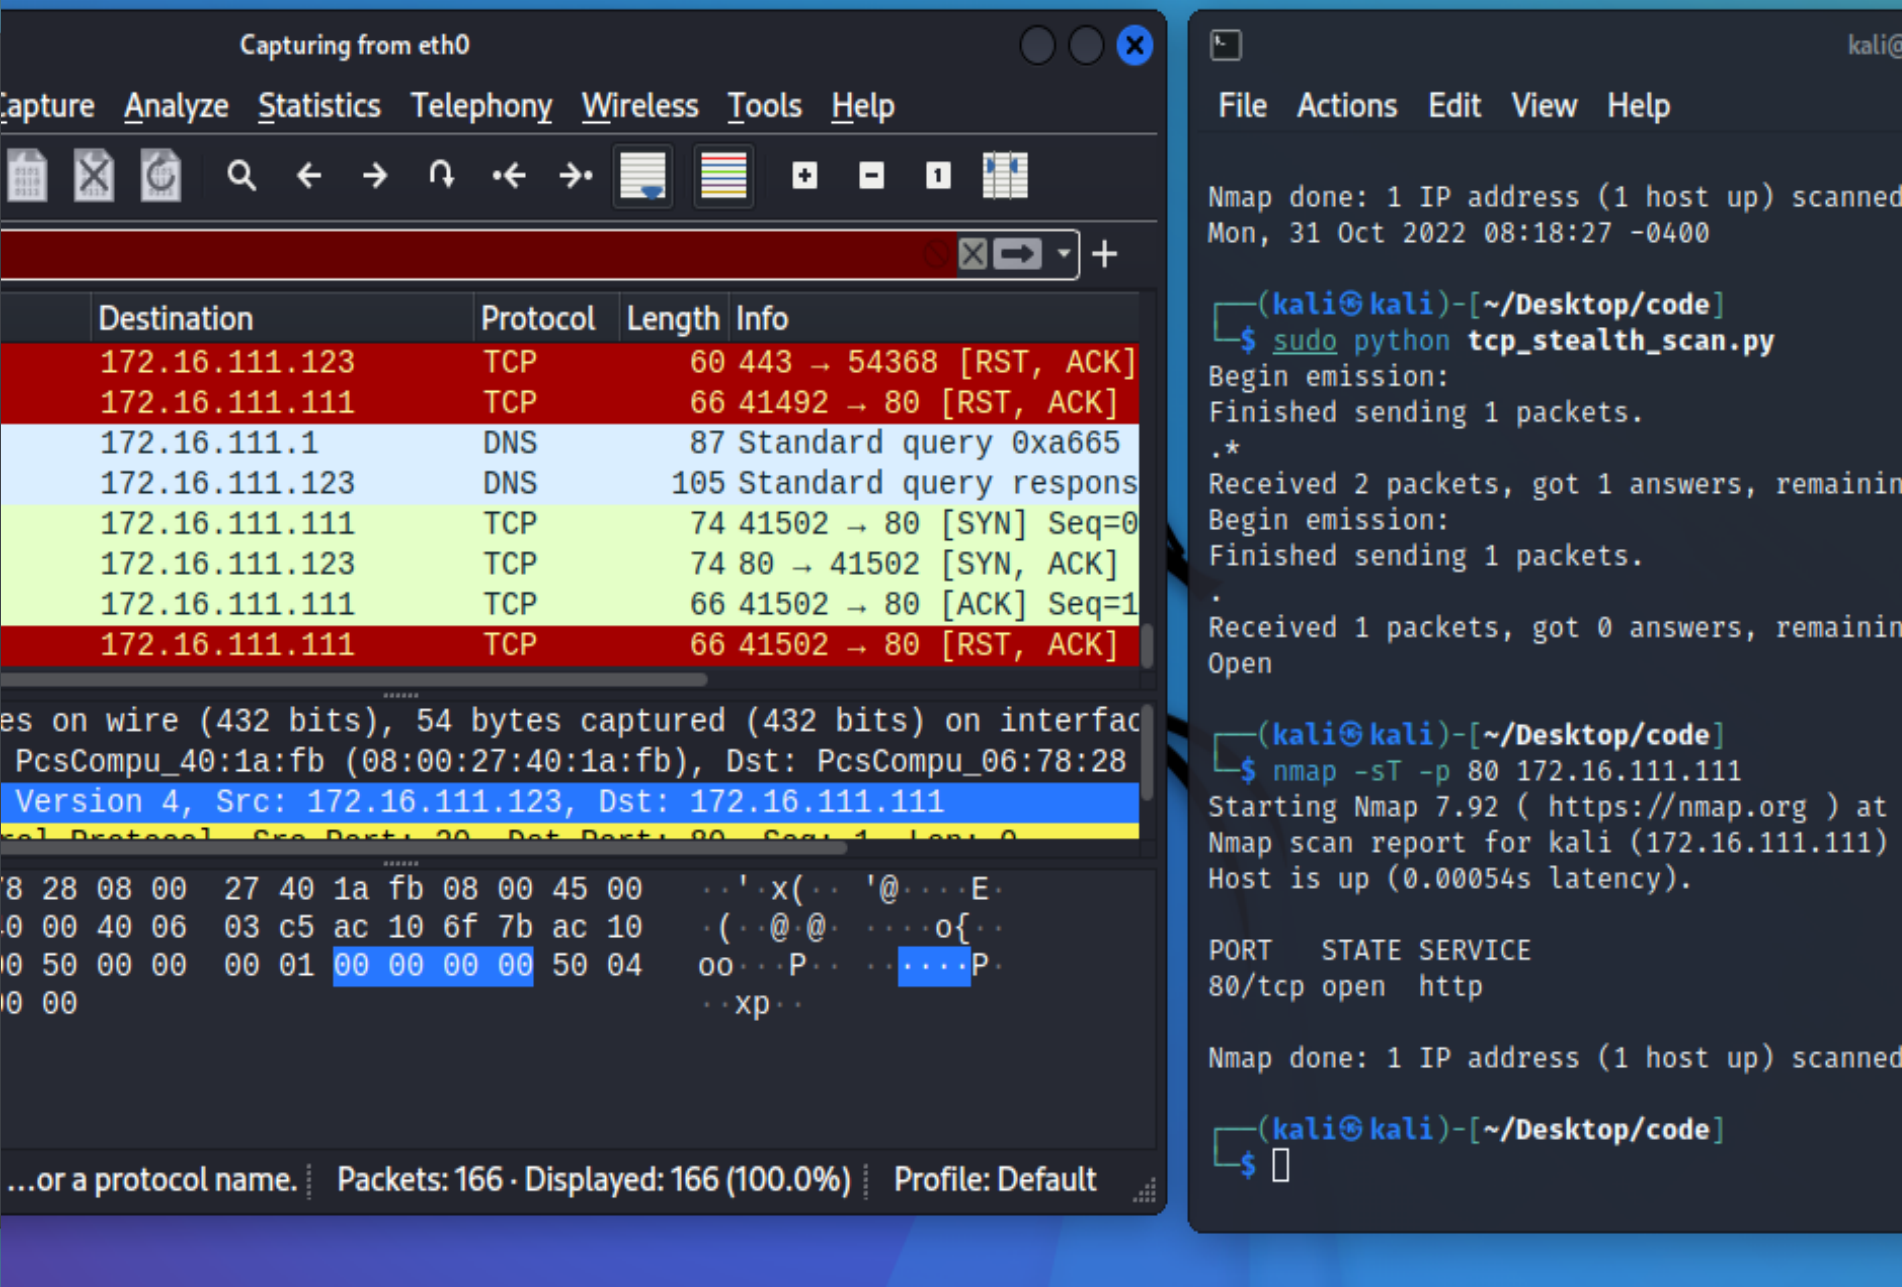 Capturing from eth0
Capture Analyze Statistics Telephony Wireless Tools Help
Destination Protocol Length Info
172.16.111.123 TCP 60 443 → 54368 [RST, ACK]
172.16.111.111 TCP 66 41492 → 80 [RST, ACK]
172.16.111.1 DNS 87 Standard query 0xa665
172.16.111.123 DNS 105 Standard query respons
172.16.111.111 TCP 74 41502 → 80 [SYN] Seq=0
172.16.111.123 TCP 74 80 → 41502 [SYN, ACK]
172.16.111.111 TCP 66 41502 → 80 [ACK] Seq=1
172.16.111.111 TCP 66 41502 → 80 [RST, ACK]
es on wire (432 bits), 54 bytes captured (432 bits) on interfac
PcsCompu_40:1a:fb (08:00:27:40:1a:fb), Dst: PcsCompu_06:78:28
Version 4, Src: 172.16.111.123, Dst: 172.16.111.111
rol Protocol, Src Port: 20, Dst Port: 80, Seq: 1, Len: 0
78 28 08 00 27 40 1a fb 08 00 45 00 ··'·x(·· '@····E·
40 00 40 06 03 c5 ac 10 6f 7b ac 10 ·(··@·@· ····o{··
00 50 00 00 00 01 00 00 00 00 50 04 oo···P·· ······P·
00 00 ··xp··
…or a protocol name. Packets: 166 · Displayed: 166 (100.0%) Profile: Default
kali@
File Actions Edit View Help
Nmap done: 1 IP address (1 host up) scanned
Mon, 31 Oct 2022 08:18:27 -0400
(kali㉿kali)-[~/Desktop/code]
$ sudo python tcp_stealth_scan.py
Begin emission:
Finished sending 1 packets.
.*
Received 2 packets, got 1 answers, remainin
Begin emission:
Finished sending 1 packets.
.
Received 1 packets, got 0 answers, remainin
Open
(kali㉿kali)-[~/Desktop/code]
$ nmap -sT -p 80 172.16.111.111
Starting Nmap 7.92 ( https://nmap.org ) at
Nmap scan report for kali (172.16.111.111)
Host is up (0.00054s latency).
PORT STATE SERVICE
80/tcp open http
Nmap done: 1 IP address (1 host up) scanned
(kali㉿kali)-[~/Desktop/code]
$